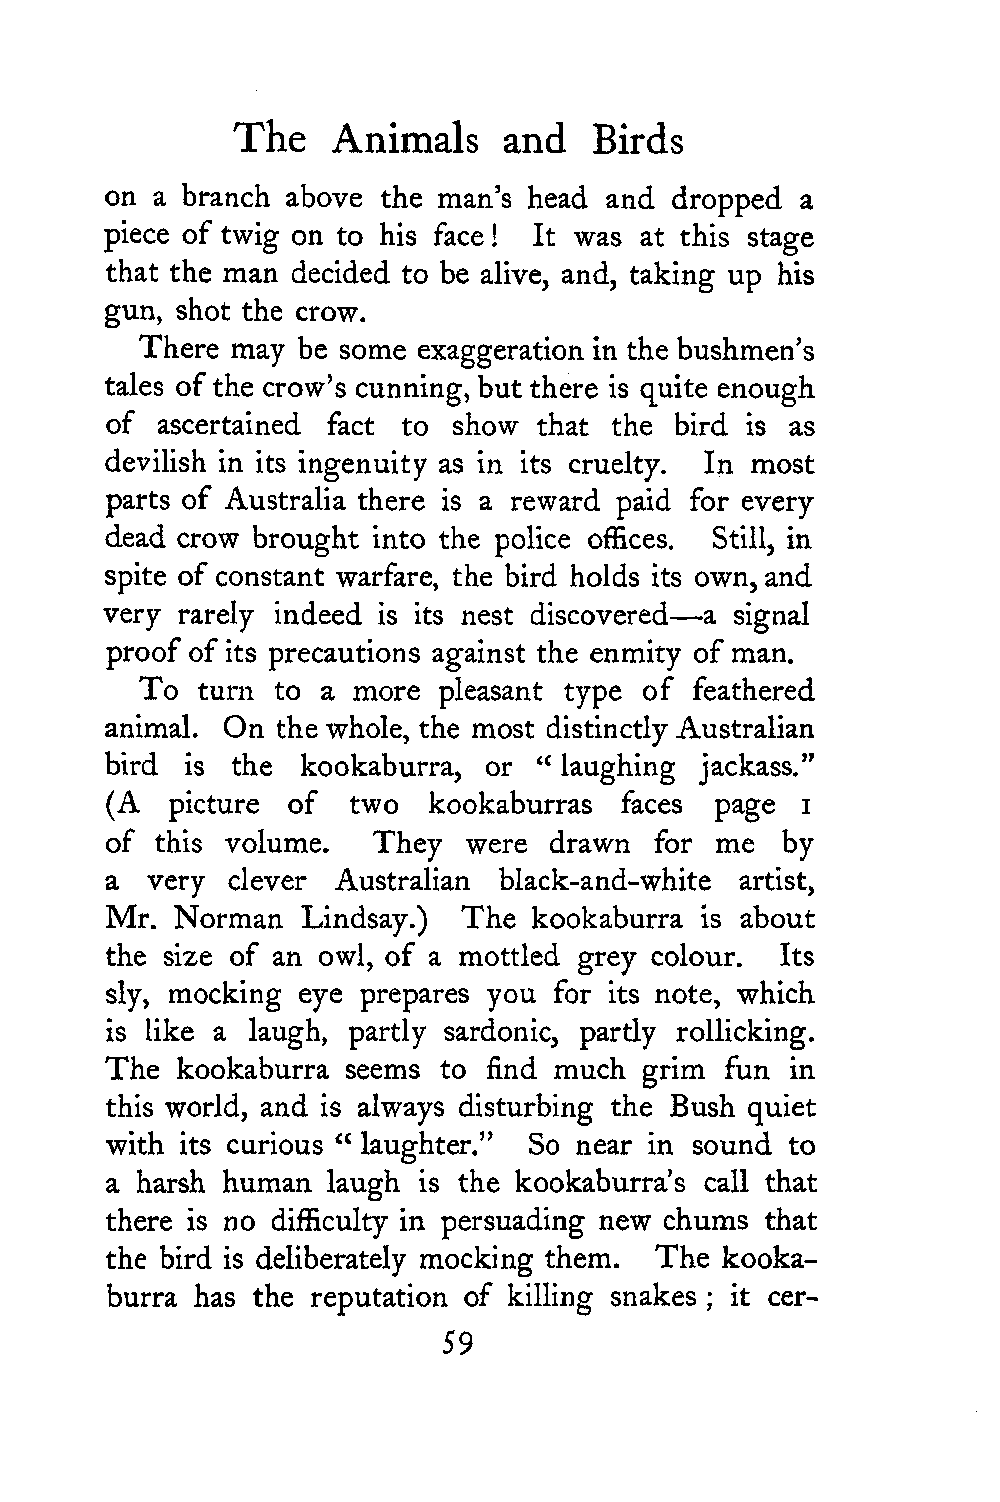 The Animals and Birds
on a branch above the man's head and dropped a
piece of twig on to his face! It was at this stage
that the man decided to be alive, and, taking up his
gun, shot the crow.
There may be some exaggeration in the bushmen's
tales of the crow's cunning, but there is quite enough
of ascertained fact to show that the bird is as
devilish in its ingenuity as in its cruelty. In most
parts of Australia there is a reward paid for every
dead crow brought into the police offices. Still, in
spite of constant warfare, the bird holds its own, and
very rarely indeed is its nest discovered—a signal
proof of its precautions against the enmity of man.
To turn to a more pleasant type of feathered
animal. On the whole, the most distinctly Australian
bird is the kookaburra, or “laughing jackass.”
(A picture of two kookaburras faces page 1
of this volume. They were drawn for me by
a very clever Australian black-and-white artist,
Mr. Norman Lindsay.) The kookaburra is about
the size of an owl, of a mottled grey colour. Its
sly, mocking eye prepares you for its note, which
is like a laugh, partly sardonic, partly rollicking.
The kookaburra seems to find much grim fun in
this world, and is always disturbing the Bush quiet
with its curious “laughter.” So near in sound to
a harsh human laugh is the kookaburra's call that
there is no difficulty in persuading new chums that
the bird is deliberately mocking them. The kooka-
burra has the reputation of killing snakes; it cer-
59